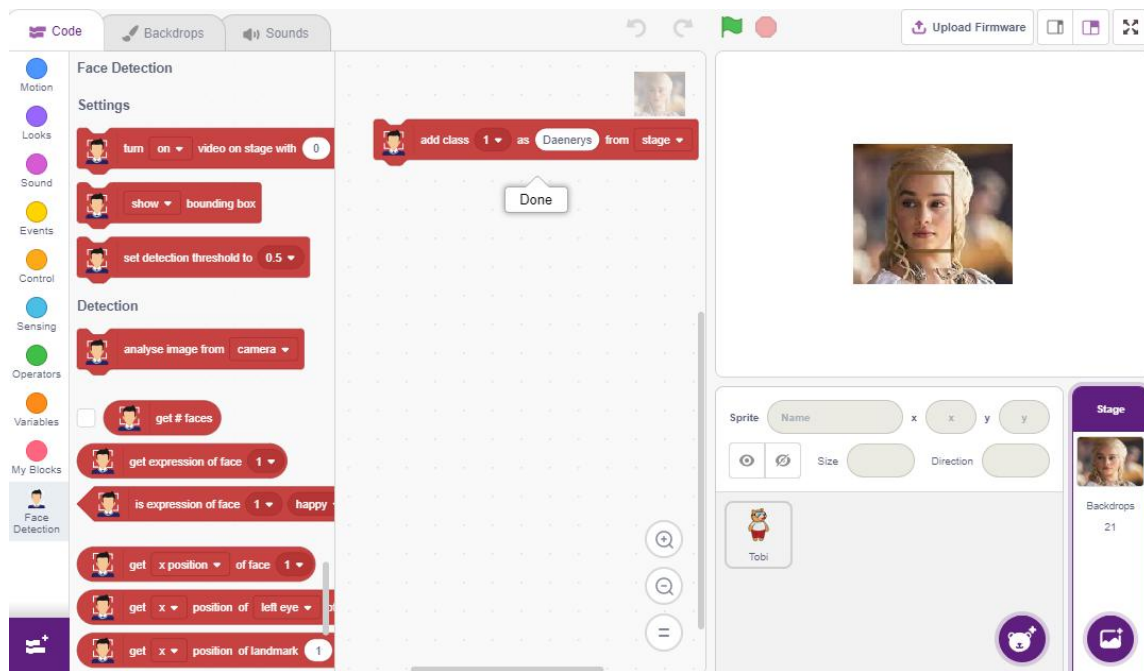 Code
Backdrops
Sounds
Upload Firmware
Motion
Looks
Sound
Events
Control
Sensing
Operators
Variables
My Blocks
Face
Detection
Face Detection
Settings
turn on video on stage with 0
show bounding box
set detection threshold to 0.5
Detection
analyse image from camera
get # faces
get expression of face 1
is expression of face 1 happy
get x position of face 1
get x position of left eye
get x position of landmark 1
add class 1 as Daenerys from stage
Done
Sprite Name x x y y
Size Direction
Tobi
Stage
Backdrops
21